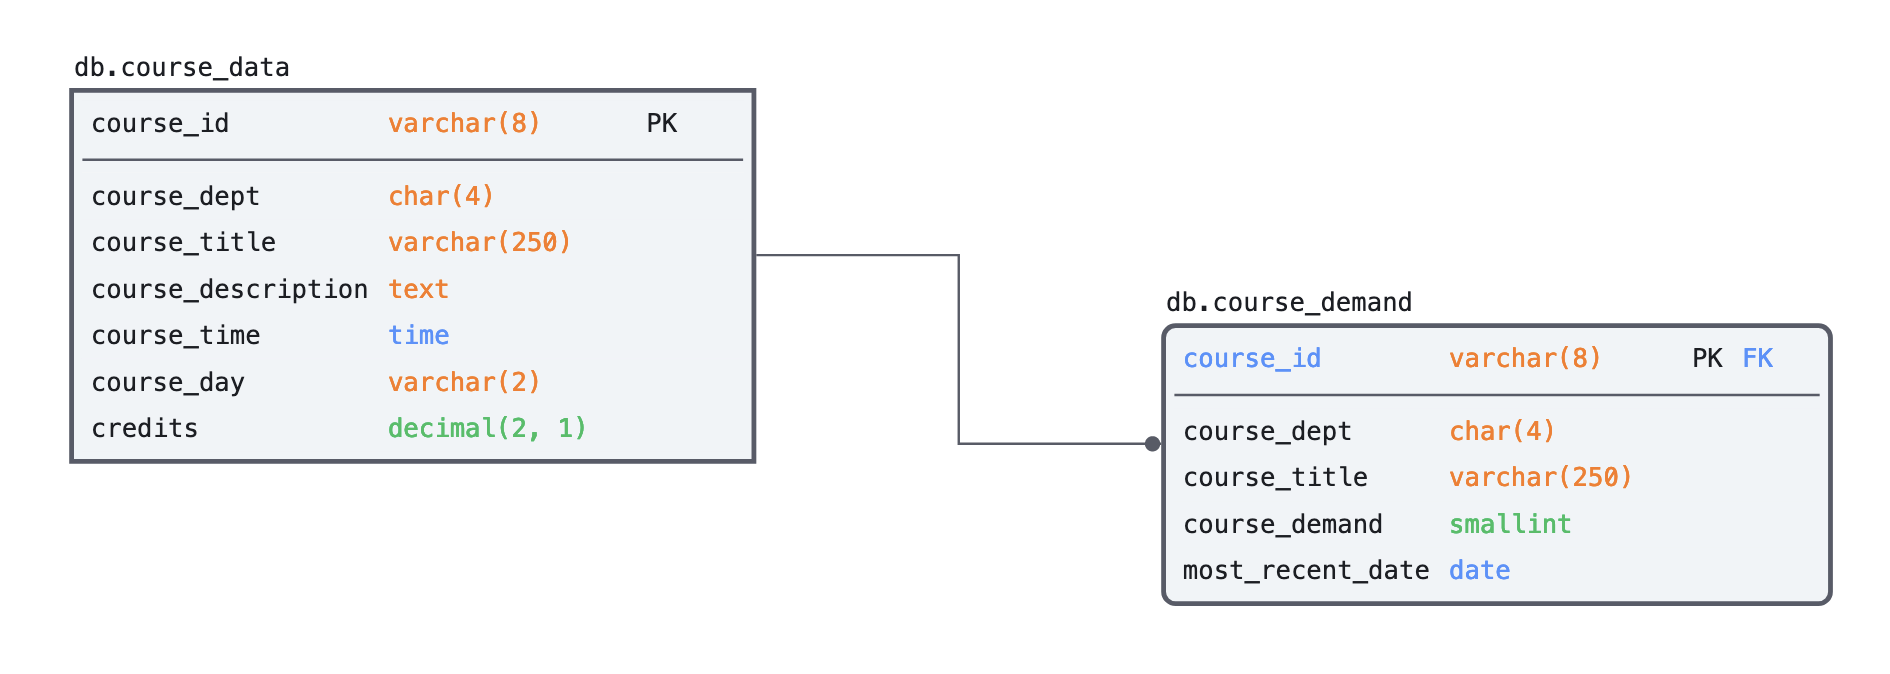 db.course_data
course_id varchar(8) PK
course_dept char(4)
course_title varchar(250)
course_description text
course_time time
course_day varchar(2)
credits decimal(2, 1)
db.course_demand
course_id varchar(8) PK FK
course_dept char(4)
course_title varchar(250)
course_demand smallint
most_recent_date date